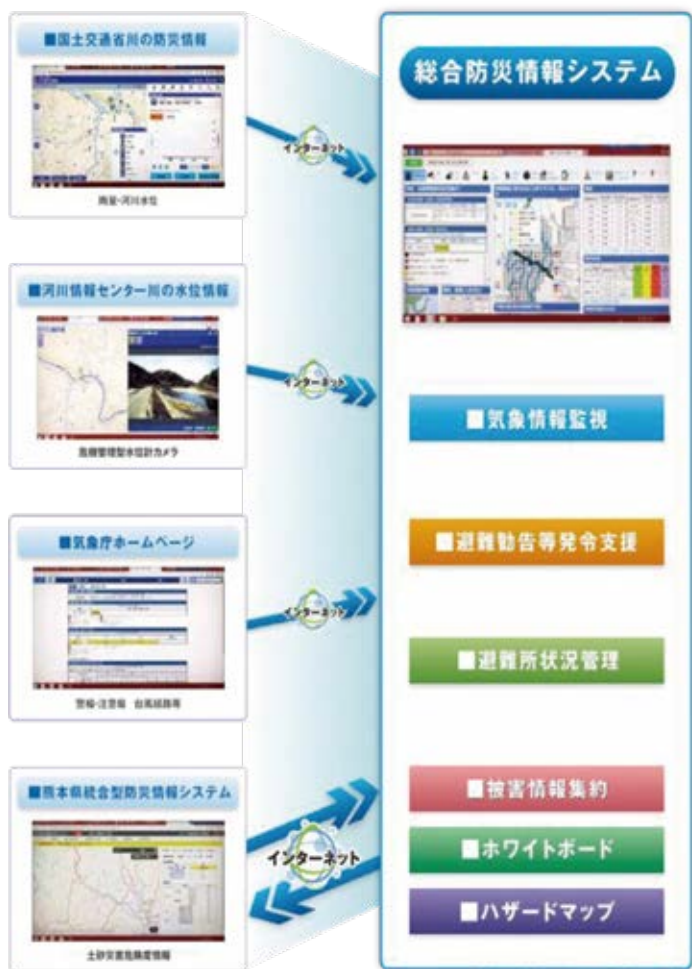 ■国土交通省川の防災情報
雨量・河川水位
インターネット
■河川情報センター川の水位情報
危機管理型水位計カメラ
インターネット
■気象庁ホームページ
警報・注意報 台風経路等
インターネット
■熊本県統合型防災情報システム
土砂災害危険度情報
インターネット
総合防災情報システム
■気象情報監視
■避難勧告等発令支援
■避難所状況管理
■被害情報集約
■ホワイトボード
■ハザードマップ